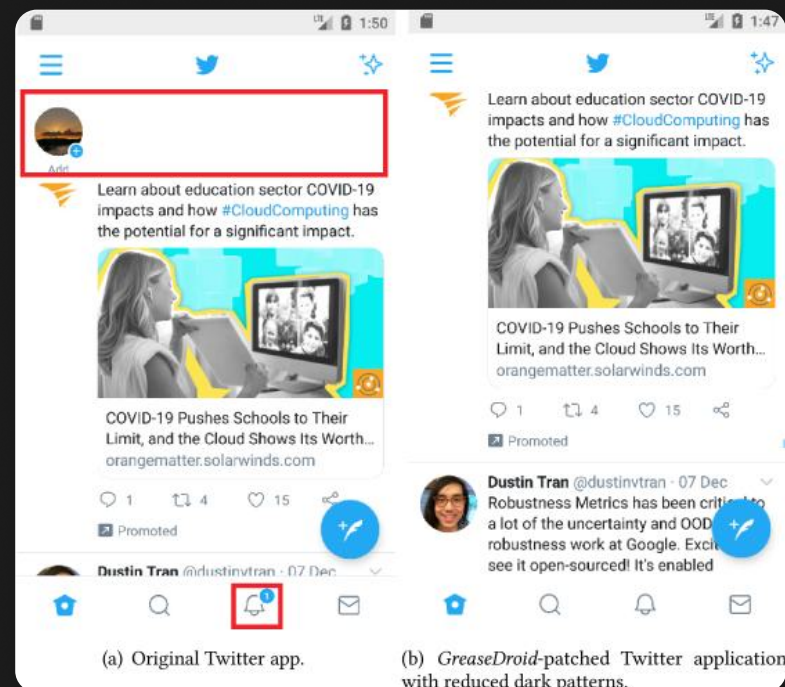 LTE 1:50
Add
Learn about education sector COVID-19
impacts and how #CloudComputing has
the potential for a significant impact.
COVID-19 Pushes Schools to Their
Limit, and the Cloud Shows Its Worth...
orangematter.solarwinds.com
1 4 15
Promoted
Dustin Tran @dustinvtran · 07 Dec
1
(a) Original Twitter app.
LTE 1:47
Learn about education sector COVID-19
impacts and how #CloudComputing has
the potential for a significant impact.
COVID-19 Pushes Schools to Their
Limit, and the Cloud Shows Its Worth...
orangematter.solarwinds.com
1 4 15
Promoted
Dustin Tran @dustinvtran · 07 Dec
Robustness Metrics has been critical to
a lot of the uncertainty and OOD
robustness work at Google. Excit
see it open-sourced! It's enabled
(b) GreaseDroid-patched Twitter application
with reduced dark patterns.